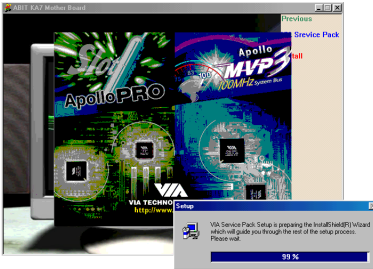 ABIT KA7 Mother Board
Previous
Srevice Pack
tall
Slot
ApolloPRO
Apollo
MVP3
100MHz System Bus
VIA
VIA TECHNO
http://www.
VIA
Setup
VIA Service Pack Setup is preparing the InstallShield(R) Wizard
which will guide you through the rest of the setup process.
Please wait.
99 %